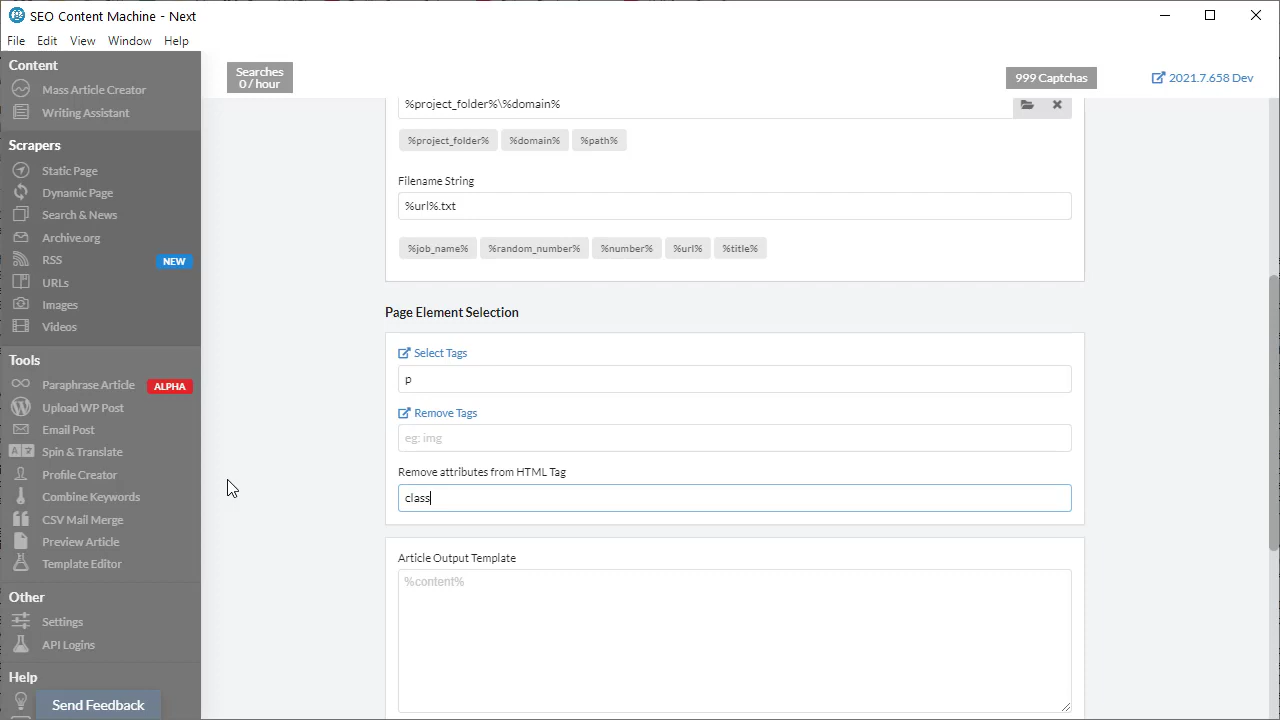 SEO Content Machine - Next
File Edit View Window Help
Content
Mass Article Creator
Writing Assistant
Scrapers
Static Page
Dynamic Page
Search & News
Archive.org
RSS NEW
URLs
Images
Videos
Tools
Paraphrase Article ALPHA
Upload WP Post
Email Post
Spin & Translate
Profile Creator
Combine Keywords
CSV Mail Merge
Preview Article
Template Editor
Other
Settings
API Logins
Help
Send Feedback
Searches
0 / hour
999 Captchas
2021.7.658 Dev
%project_folder%\%domain%
%project_folder% %domain% %path%
Filename String
%url%.txt
%job_name% %random_number% %number% %url% %title%
Page Element Selection
Select Tags
p
Remove Tags
eg: img
Remove attributes from HTML Tag
class
Article Output Template
%content%